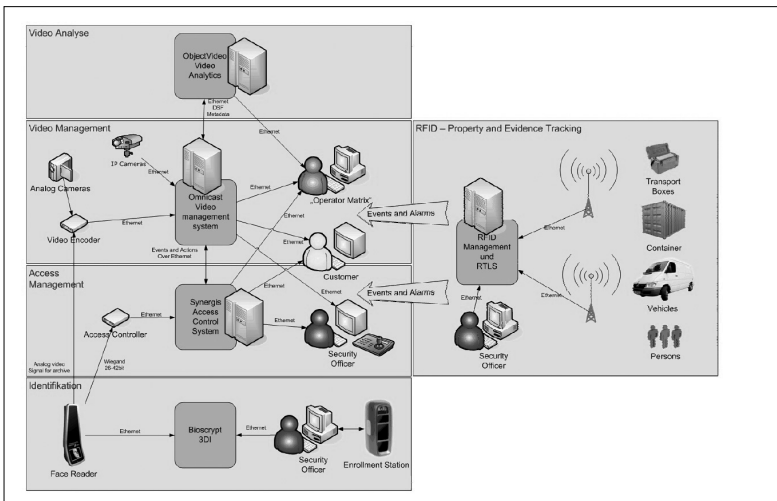 Video Analyse
ObjectVideo
Video
Analytics
Ethernet
DSF
Metadata
Ethernet
Video Management
IP Cameras
Ethernet
Analog Cameras
Omnicast
Video
management
system
Ethernet
„Operator Matrix“
Video Encoder
Ethernet
Ethernet
Ethernet
Events and Actions
Over Ethernet
Ethernet
Customer
Events and Alarms
Access
Management
Synergis
Access
Control
System
Ethernet
Access Controller
Ethernet
Ethernet
Security
Officer
Events and Alarms
Analog video
Signal for archive
Wiegand
26-42bit
Identifikation
Bioscrypt
3DI
Ethernet
Ethernet
Face Reader
Security
Officer
Enrollment Station
RFID – Property and Evidence Tracking
Transport
Boxes
Ethernet
RFID
Management
und
RTLS
Container
Ethernet
Vehicles
Ethernet
Security
Officer
Persons